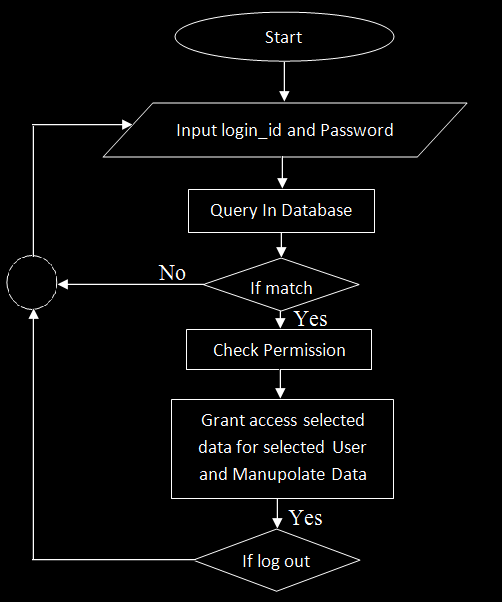 Start
Input login_id and Password
Query In Database
No
If match
Yes
Check Permission
Grant access selected
data for selected User
and Manupolate Data
Yes
If log out